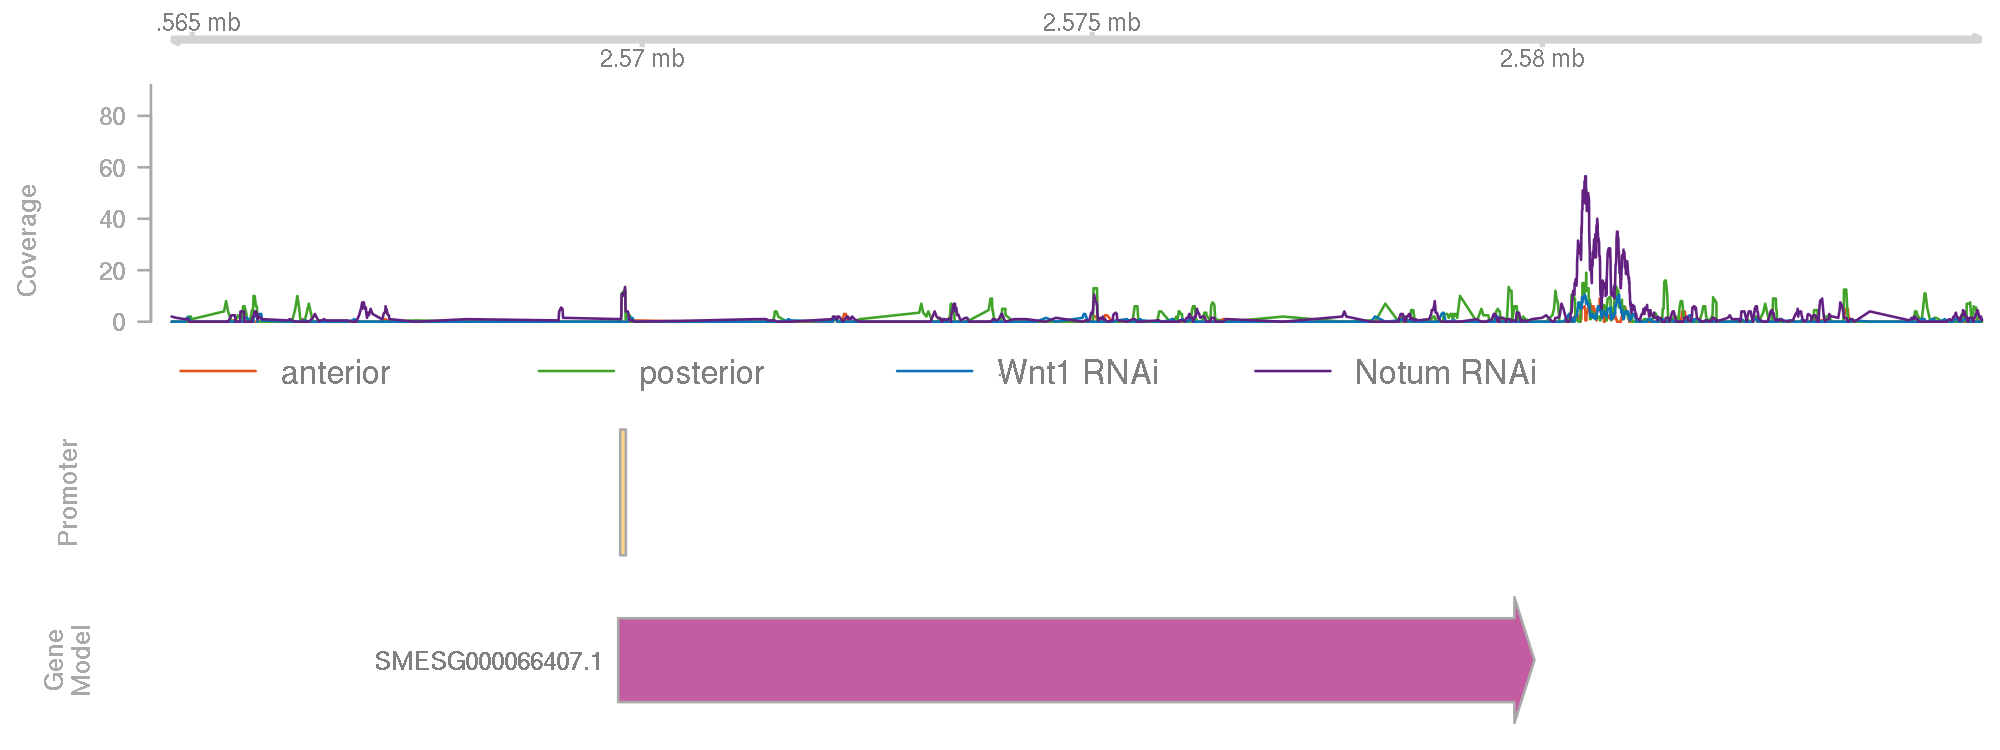 .565 mb
2.575 mb
2.57 mb
2.58 mb
Coverage
80
60
40
20
0
anterior posterior Wnt1 RNAi Notum RNAi
Promoter
Gene
Model
SMESG000066407.1